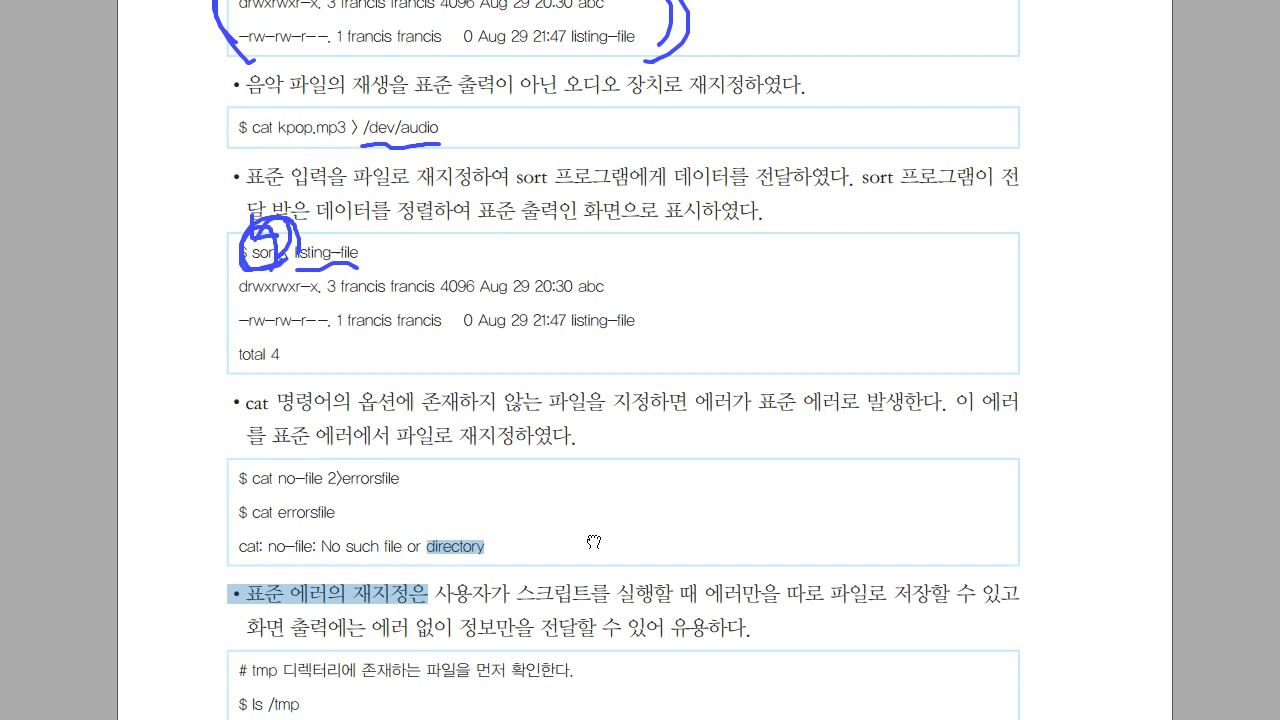 drwxrwxr-x. 3 francis francis 4096 Aug 29 20:30 abc
-rw-rw-r--. 1 francis francis 0 Aug 29 21:47 listing-file
• 음악 파일의 재생을 표준 출력이 아닌 오디오 장치로 재지정하였다.
$ cat kpop.mp3 > /dev/audio
• 표준 입력을 파일로 재지정하여 sort 프로그램에게 데이터를 전달하였다. sort 프로그램이 전
달 받은 데이터를 정렬하여 표준 출력인 화면으로 표시하였다.
$ sort < listing-file
drwxrwxr-x. 3 francis francis 4096 Aug 29 20:30 abc
-rw-rw-r--. 1 francis francis 0 Aug 29 21:47 listing-file
total 4
• cat 명령어의 옵션에 존재하지 않는 파일을 지정하면 에러가 표준 에러로 발생한다. 이 에러
를 표준 에러에서 파일로 재지정하였다.
$ cat no-file 2>errorsfile
$ cat errorsfile
cat: no-file: No such file or directory
• 표준 에러의 재지정은 사용자가 스크립트를 실행할 때 에러만을 따로 파일로 저장할 수 있고
화면 출력에는 에러 없이 정보만을 전달할 수 있어 유용하다.
# tmp 디렉터리에 존재하는 파일을 먼저 확인한다.
$ ls /tmp